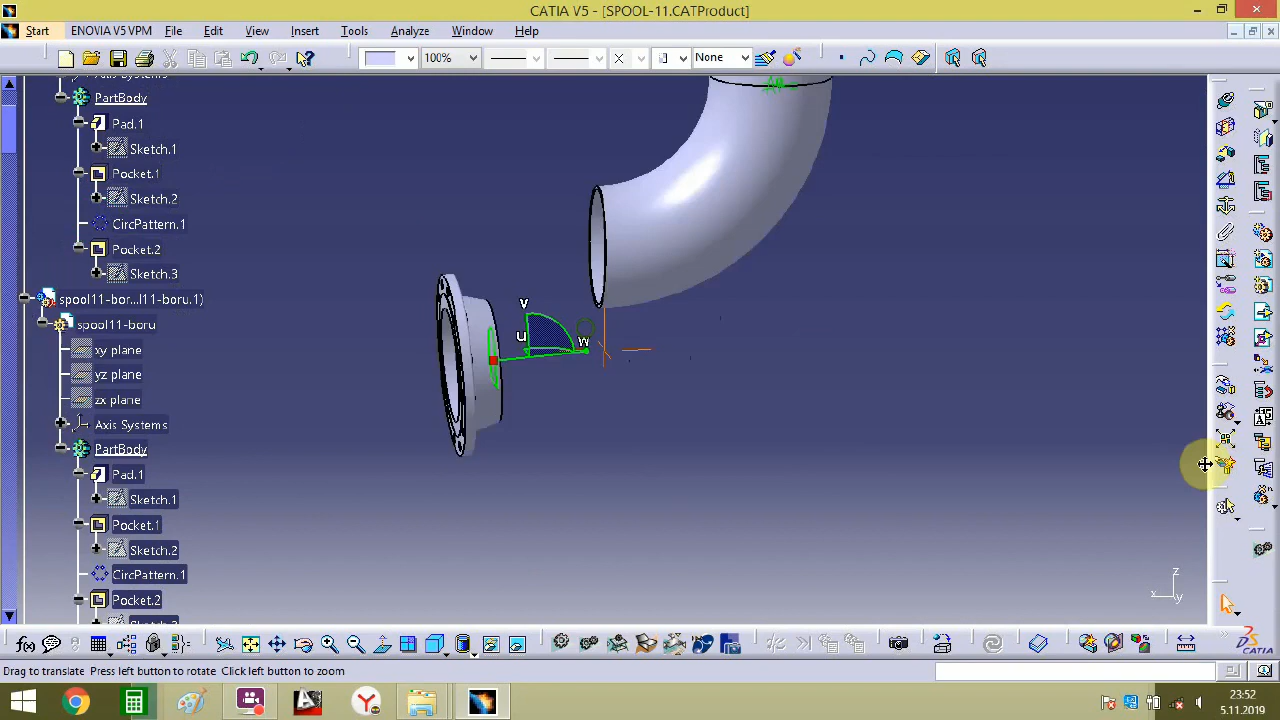 CATIA V5 - [SPOOL-11.CATProduct]
Start ENOVIA V5 VPM File Edit View Insert Tools Analyze Window Help
100% None
PartBody
Pad.1
Sketch.1
Pocket.1
Sketch.2
CircPattern.1
Pocket.2
Sketch.3
spool11-bor...l11-boru.1)
spool11-boru
xy plane
yz plane
zx plane
Axis Systems
PartBody
Pad.1
Sketch.1
Pocket.1
Sketch.2
CircPattern.1
Pocket.2
v
u
w
z
x
y
Drag to translate Press left button to rotate Click left button to zoom
23:52
5.11.2019